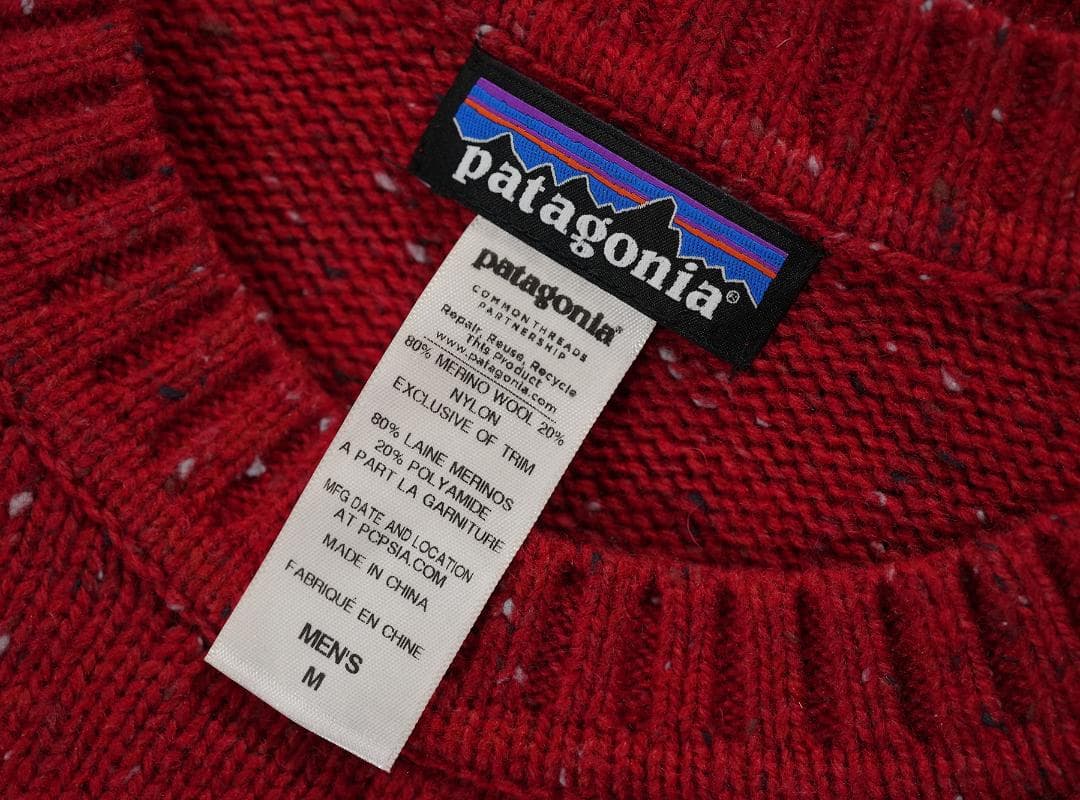 patagonia®
patagonia®
COMMON THREADS
PARTNERSHIP
Repair, Reuse, Recycle
This Product
www.patagonia.com
80% MERINO WOOL 20%
NYLON
EXCLUSIVE OF TRIM
80% LAINE MERINOS
20% POLYAMIDE
A PART LA GARNITURE
MFG DATE AND LOCATION
AT PCPSIA.COM
MADE IN CHINA
FABRIQUÉ EN CHINE
MEN'S
M